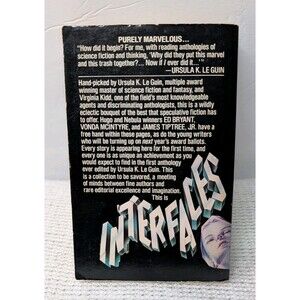 PURELY MARVELOUS...
"How did it begin? For me, with reading anthologies of
science fiction and thinking, 'Why did they put this marvel
and this trash together?... Now if I ever did it...'"
—URSULA K. LE GUIN
Hand-picked by Ursula K. Le Guin, multiple award
winning master of science fiction and fantasy, and
Virginia Kidd, one of the field's most knowledgeable
agents and discriminating anthologists, this is a wildly
eclectic bouquet of the best that speculative fiction has
to offer. Hugo and Nebula winners ED BRYANT,
VONDA MCINTYRE, and JAMES TIPTREE, JR. have a
free hand within these pages, as do the young writers
who will be turning up on next year's award ballots.
Every story is appearing here for the first time, and
every one is as unique an achievement as you
would expect to find in the first anthology
ever edited by Ursula K. Le Guin. This
is a collection to be savored, a meeting
of minds between fine authors and
rare editorial excellence and imagination.
This is
INTERFACES